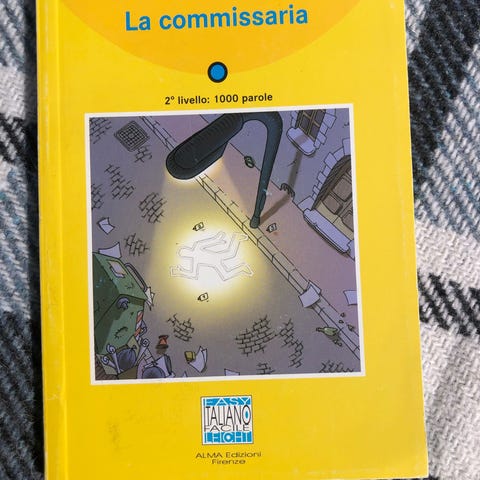 La commissaria
2° livello: 1000 parole
EASY
ITALIANO
FACILE
LEICHT
ALMA Edizioni
Firenze